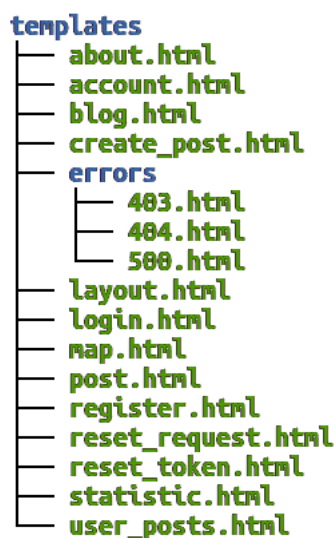 templates
about.html
account.html
blog.html
create_post.html
errors
403.html
404.html
500.html
layout.html
login.html
map.html
post.html
register.html
reset_request.html
reset_token.html
statistic.html
user_posts.html